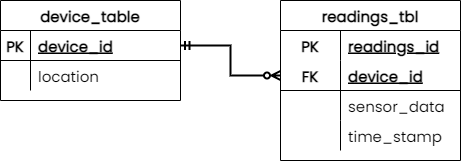 device_table
PK device_id
location
readings_tbl
PK readings_id
FK device_id
sensor_data
time_stamp